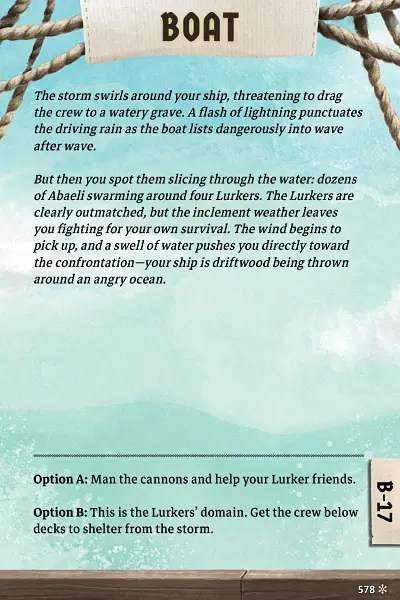 BOAT
The storm swirls around your ship, threatening to drag
the crew to a watery grave. A flash of lightning punctuates
the driving rain as the boat lists dangerously into wave
after wave.
But then you spot them slicing through the water: dozens
of Abaeli swarming around four Lurkers. The Lurkers are
clearly outmatched, but the inclement weather leaves
you fighting for your own survival. The wind begins to
pick up, and a swell of water pushes you directly toward
the confrontation—your ship is driftwood being thrown
around an angry ocean.
Option A: Man the cannons and help your Lurker friends.
Option B: This is the Lurkers' domain. Get the crew below
decks to shelter from the storm.
B-17
578